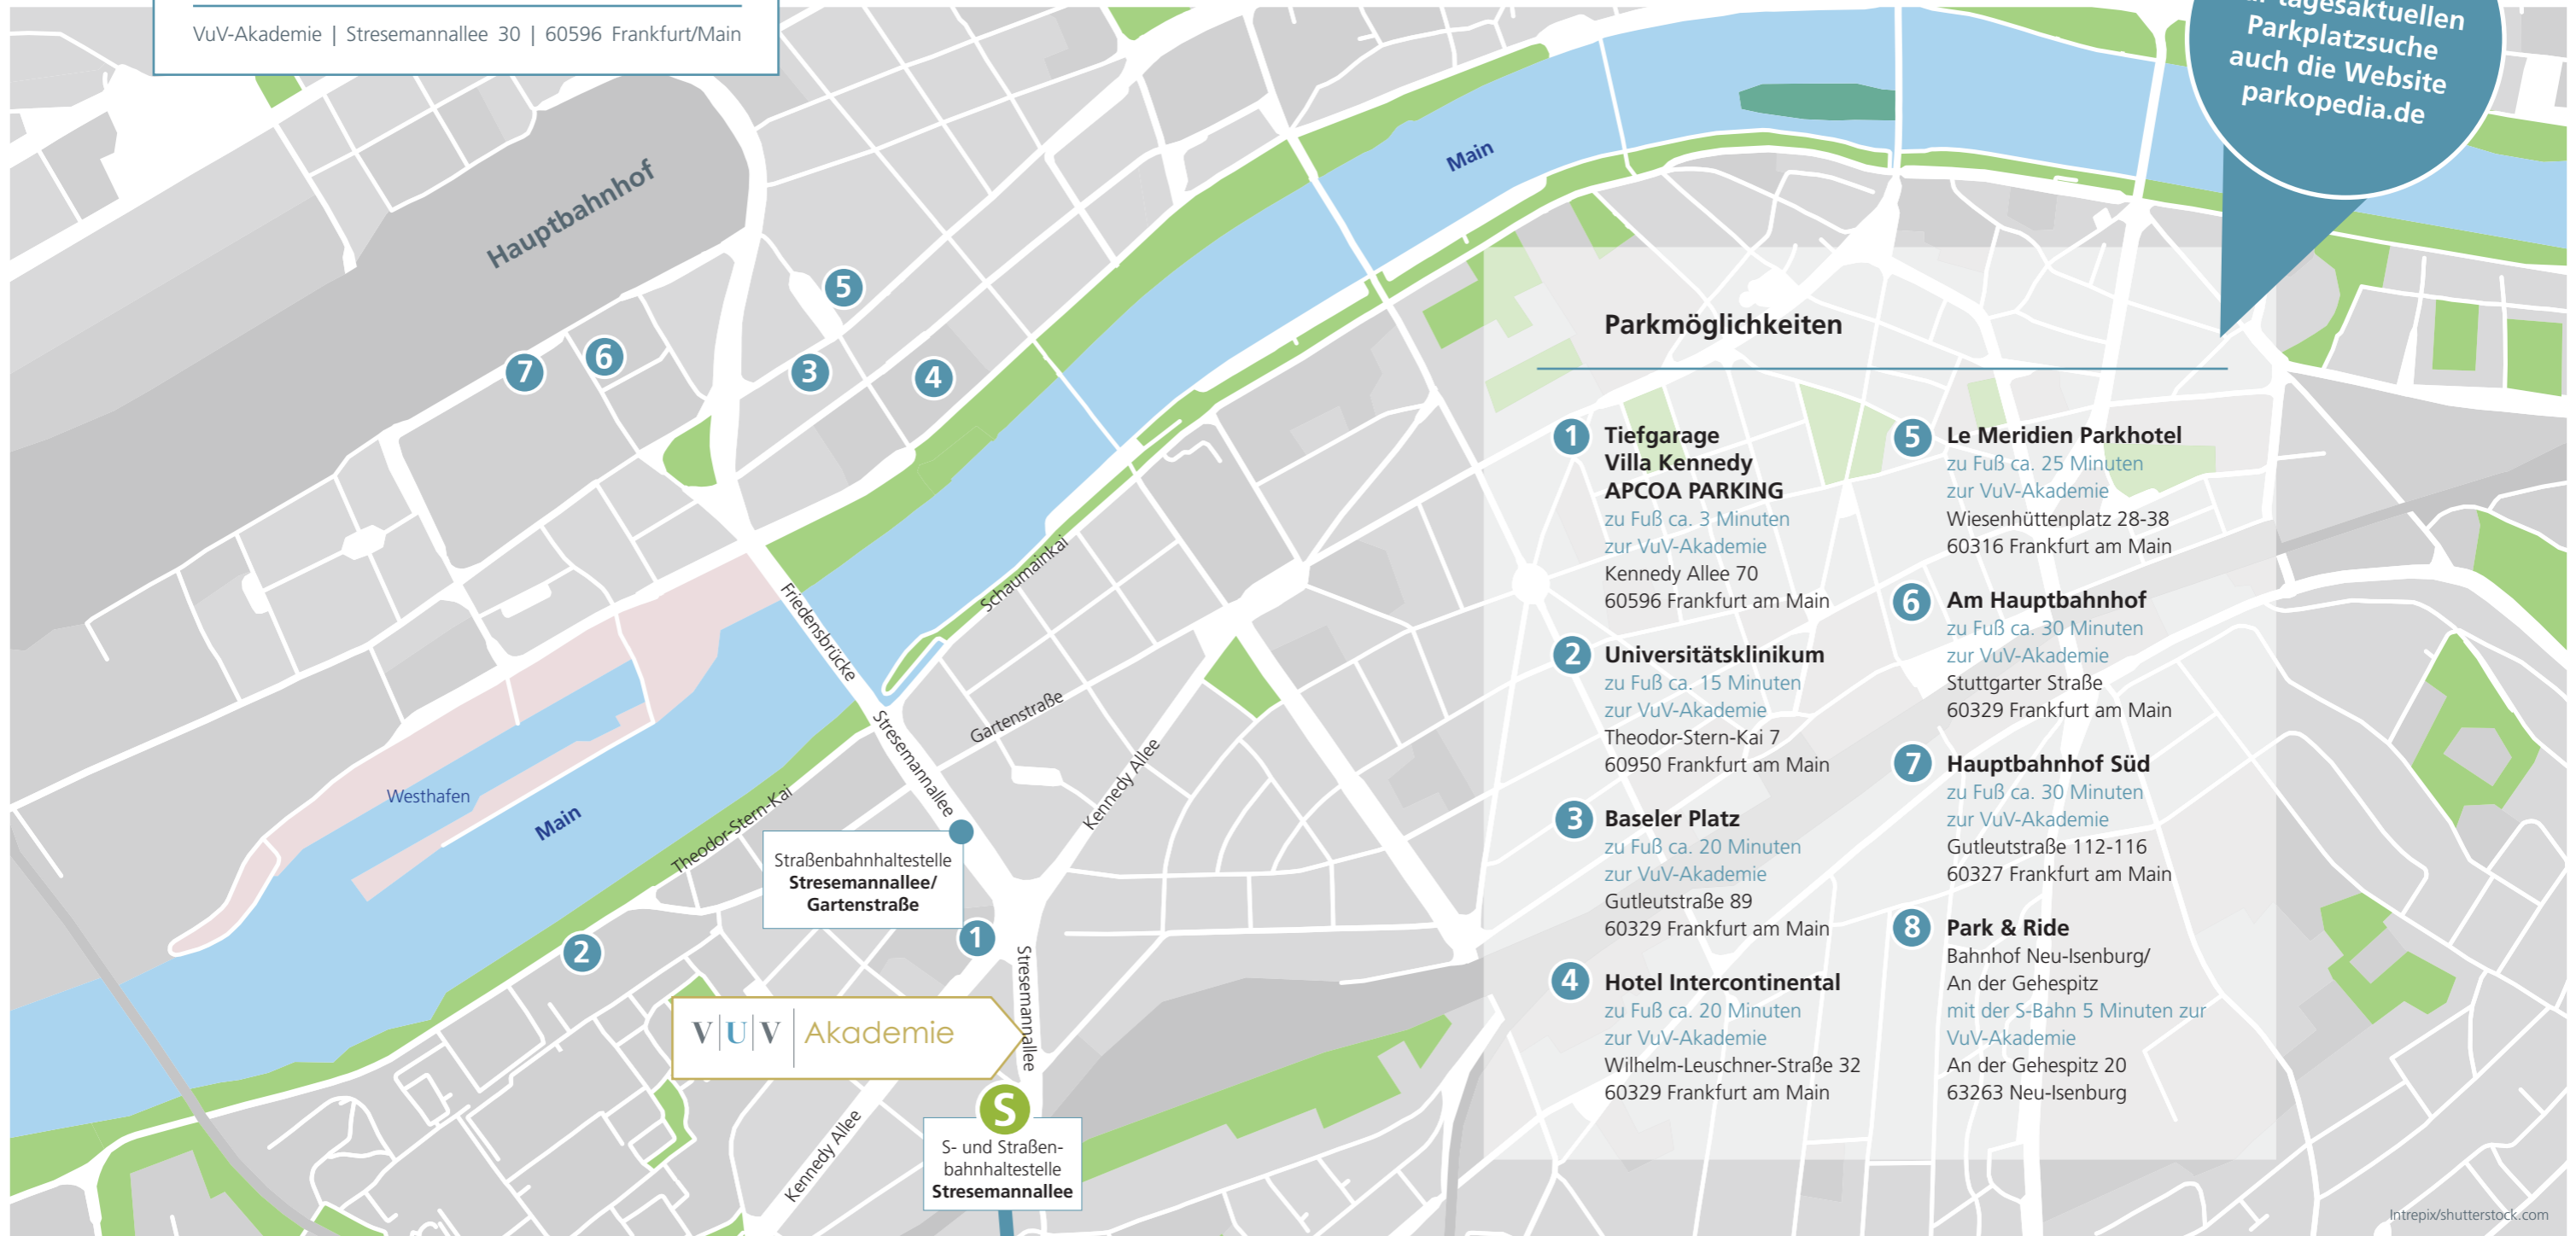 VuV-Akademie | Stresemannallee 30 | 60596 Frankfurt/Main
tagesaktuellen
Parkplatzsuche
auch die Website
parkopedia.de
Hauptbahnhof
Main
5
6
7
3
4
Friedensbrücke
Schaumainkai
Stresemannallee
Gartenstraße
Kennedy Allee
Westhafen
Main
Theodor-Stern-Kai
Straßenbahnhaltestelle
Stresemannallee/
Gartenstraße
1
2
Stresemannallee
V|U|V | Akademie
Kennedy Allee
S
S- und Straßen-
bahnhaltestelle
Stresemannallee
Parkmöglichkeiten
1 Tiefgarage
Villa Kennedy
APCOA PARKING
zu Fuß ca. 3 Minuten
zur VuV-Akademie
Kennedy Allee 70
60596 Frankfurt am Main
2 Universitätsklinikum
zu Fuß ca. 15 Minuten
zur VuV-Akademie
Theodor-Stern-Kai 7
60950 Frankfurt am Main
3 Baseler Platz
zu Fuß ca. 20 Minuten
zur VuV-Akademie
Gutleutstraße 89
60329 Frankfurt am Main
4 Hotel Intercontinental
zu Fuß ca. 20 Minuten
zur VuV-Akademie
Wilhelm-Leuschner-Straße 32
60329 Frankfurt am Main
5 Le Meridien Parkhotel
zu Fuß ca. 25 Minuten
zur VuV-Akademie
Wiesenhüttenplatz 28-38
60316 Frankfurt am Main
6 Am Hauptbahnhof
zu Fuß ca. 30 Minuten
zur VuV-Akademie
Stuttgarter Straße
60329 Frankfurt am Main
7 Hauptbahnhof Süd
zu Fuß ca. 30 Minuten
zur VuV-Akademie
Gutleutstraße 112-116
60327 Frankfurt am Main
8 Park & Ride
Bahnhof Neu-Isenburg/
An der Gehespitz
mit der S-Bahn 5 Minuten zur
VuV-Akademie
An der Gehespitz 20
63263 Neu-Isenburg
Intrepix/shutterstock.com